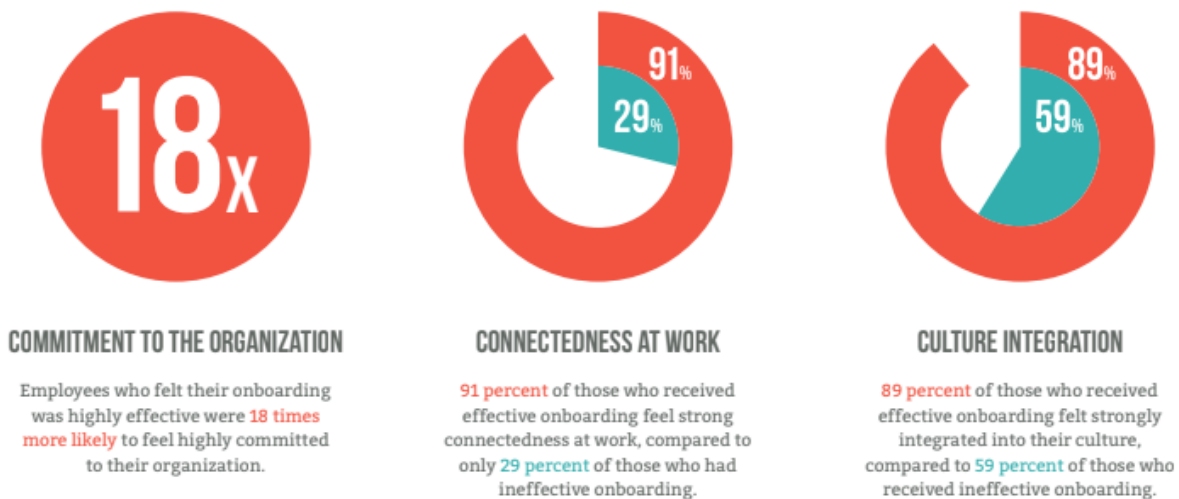 18x
91%
29%
89%
59%
COMMITMENT TO THE ORGANIZATION
Employees who felt their onboarding
was highly effective were 18 times
more likely to feel highly committed
to their organization.
CONNECTEDNESS AT WORK
91 percent of those who received
effective onboarding feel strong
connectedness at work, compared to
only 29 percent of those who had
ineffective onboarding.
CULTURE INTEGRATION
89 percent of those who received
effective onboarding felt strongly
integrated into their culture,
compared to 59 percent of those who
received ineffective onboarding.